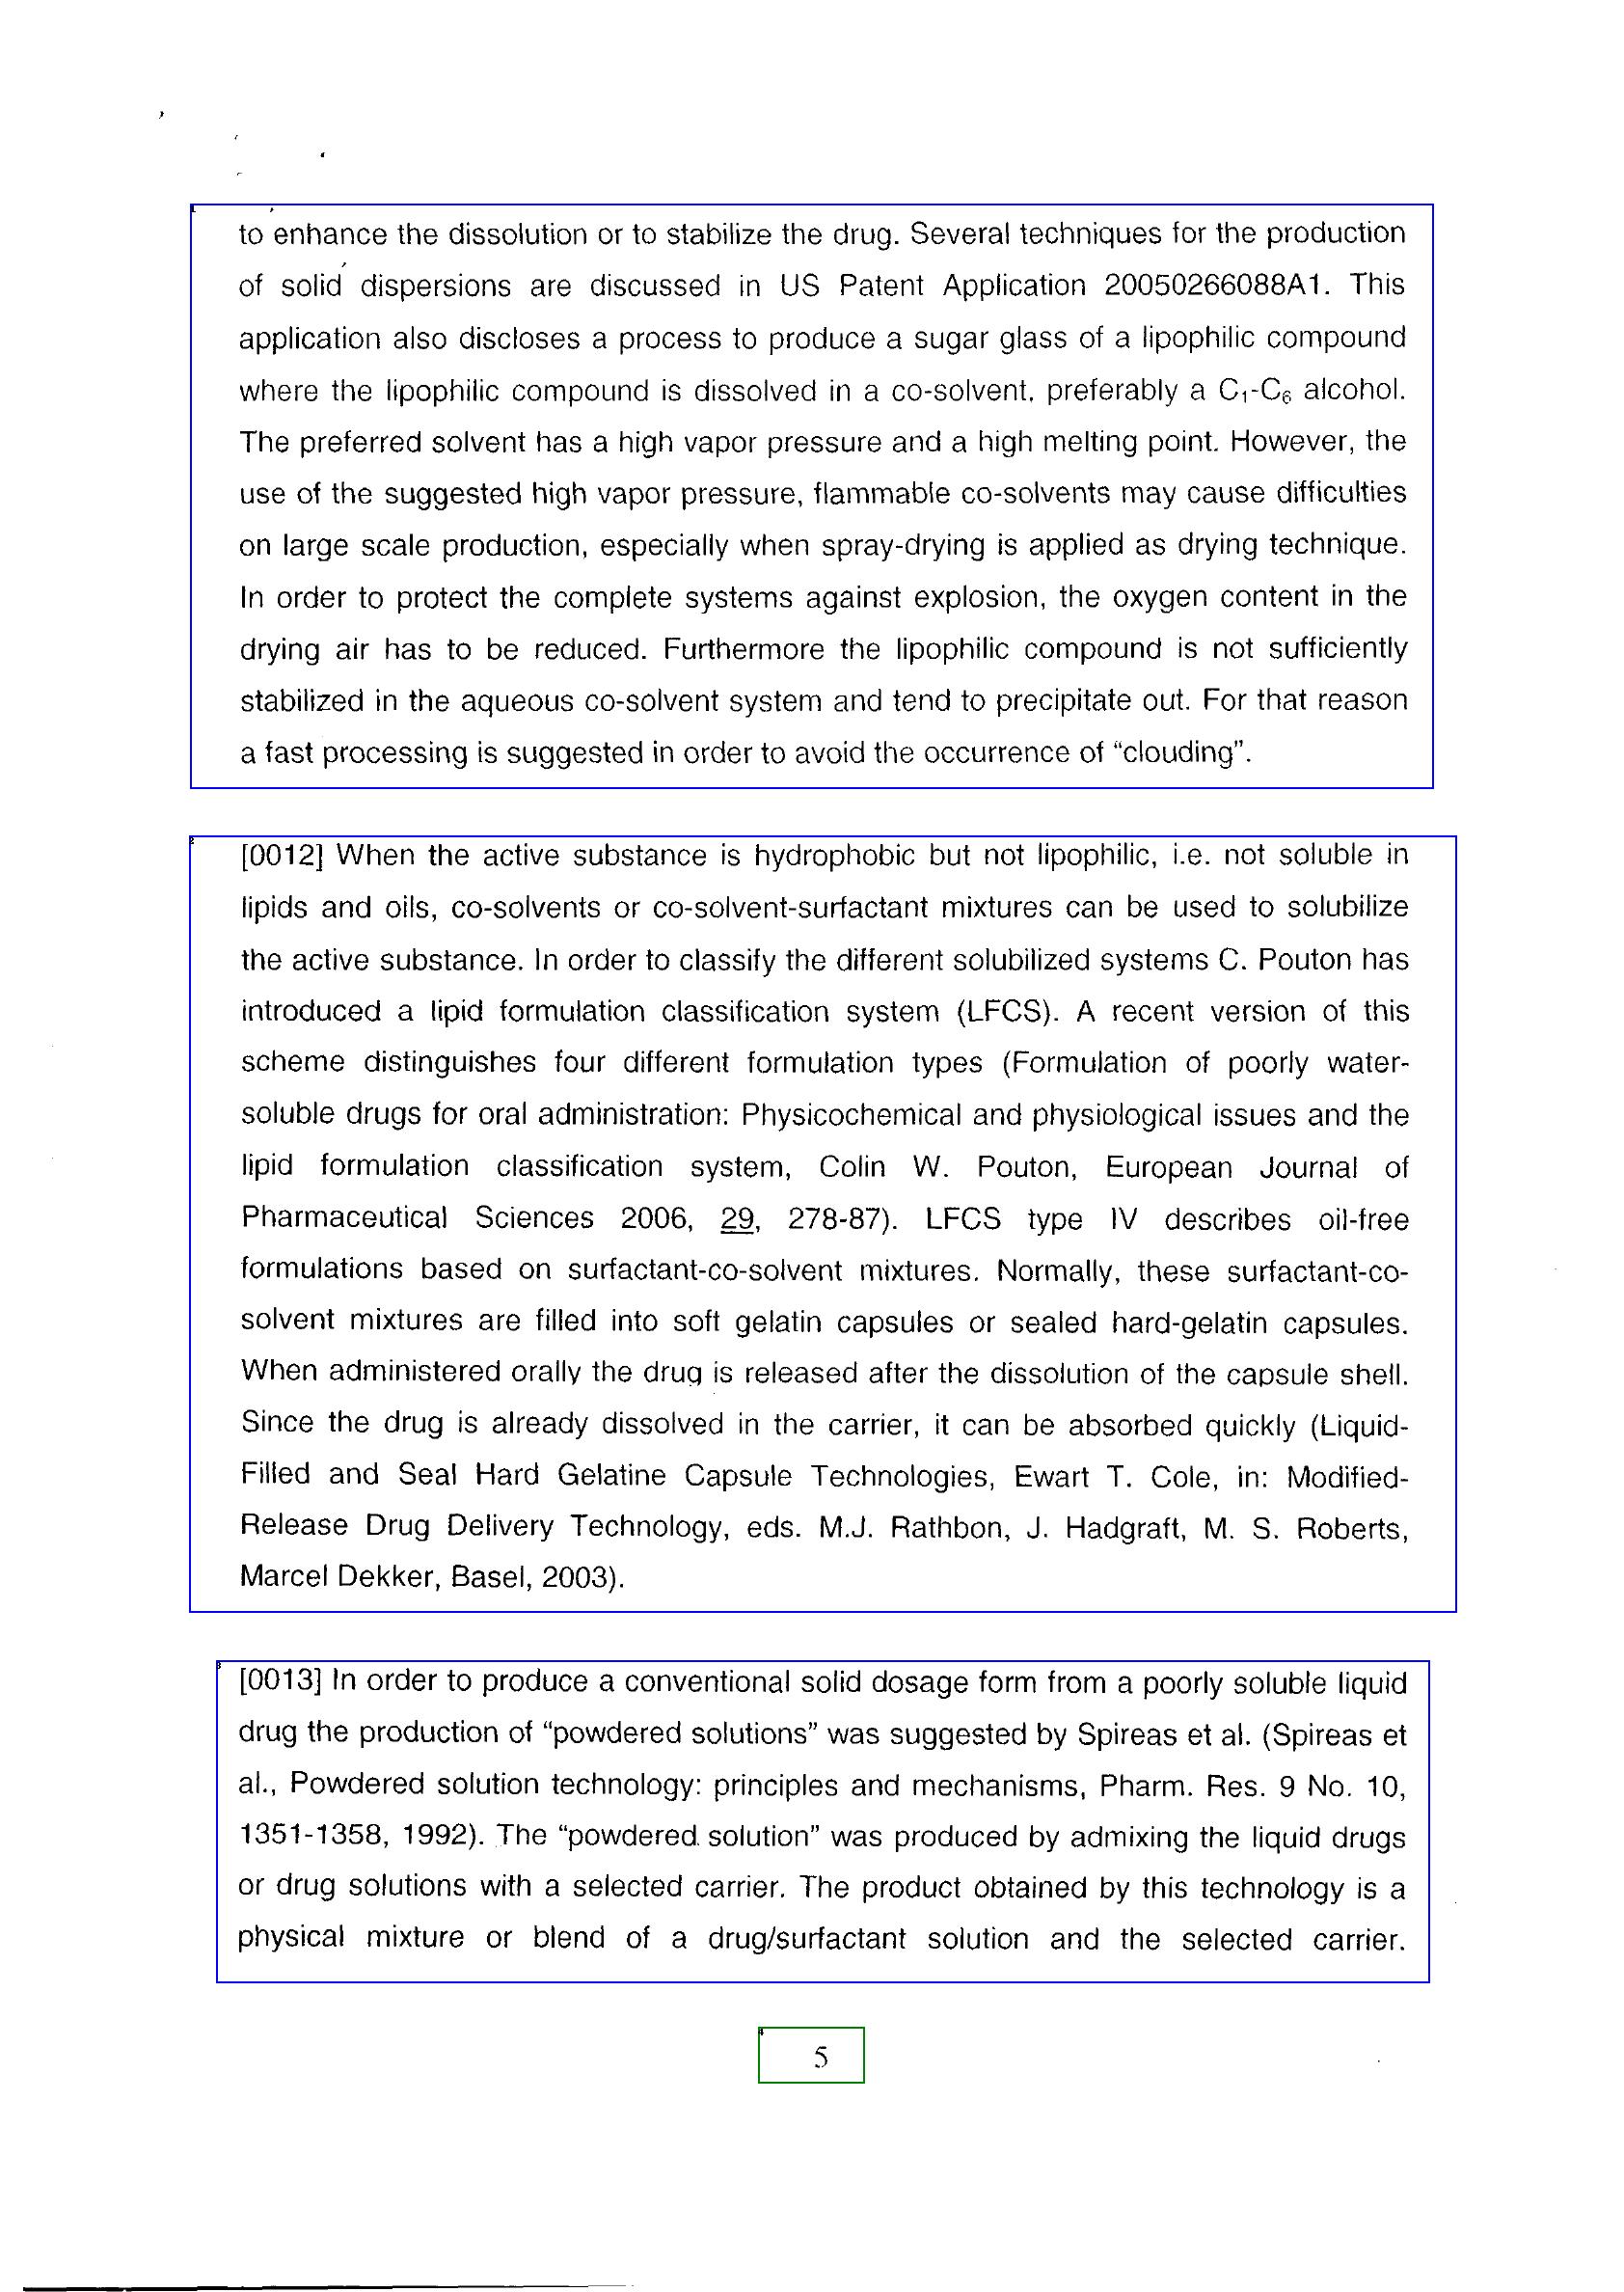 to enhance the dissolution or to stabilize the drug. Several techniques for the production
of solid dispersions are discussed in US Patent Application 20050266088A1. This
application also discloses a process to produce a sugar glass of a lipophilic compound
where the lipophilic compound is dissolved in a co-solvent, preferably a C₁-C₆ alcohol.
The preferred solvent has a high vapor pressure and a high melting point. However, the
use of the suggested high vapor pressure, flammable co-solvents may cause difficulties
on large scale production, especially when spray-drying is applied as drying technique.
In order to protect the complete systems against explosion, the oxygen content in the
drying air has to be reduced. Furthermore the lipophilic compound is not sufficiently
stabilized in the aqueous co-solvent system and tend to precipitate out. For that reason
a fast processing is suggested in order to avoid the occurrence of “clouding”.
[0012] When the active substance is hydrophobic but not lipophilic, i.e. not soluble in
lipids and oils, co-solvents or co-solvent-surfactant mixtures can be used to solubilize
the active substance. In order to classify the different solubilized systems C. Pouton has
introduced a lipid formulation classification system (LFCS). A recent version of this
scheme distinguishes four different formulation types (Formulation of poorly water-
soluble drugs for oral administration: Physicochemical and physiological issues and the
lipid formulation classification system, Colin W. Pouton, European Journal of
Pharmaceutical Sciences 2006, 29, 278-87). LFCS type IV describes oil-free
formulations based on surfactant-co-solvent mixtures. Normally, these surfactant-co-
solvent mixtures are filled into soft gelatin capsules or sealed hard-gelatin capsules.
When administered orally the drug is released after the dissolution of the capsule shell.
Since the drug is already dissolved in the carrier, it can be absorbed quickly (Liquid-
Filled and Seal Hard Gelatine Capsule Technologies, Ewart T. Cole, in: Modified-
Release Drug Delivery Technology, eds. M.J. Rathbon, J. Hadgraft, M. S. Roberts,
Marcel Dekker, Basel, 2003).
[0013] In order to produce a conventional solid dosage form from a poorly soluble liquid
drug the production of “powdered solutions” was suggested by Spireas et al. (Spireas et
al., Powdered solution technology: principles and mechanisms, Pharm. Res. 9 No. 10,
1351-1358, 1992). The “powdered solution” was produced by admixing the liquid drugs
or drug solutions with a selected carrier. The product obtained by this technology is a
physical mixture or blend of a drug/surfactant solution and the selected carrier.
5